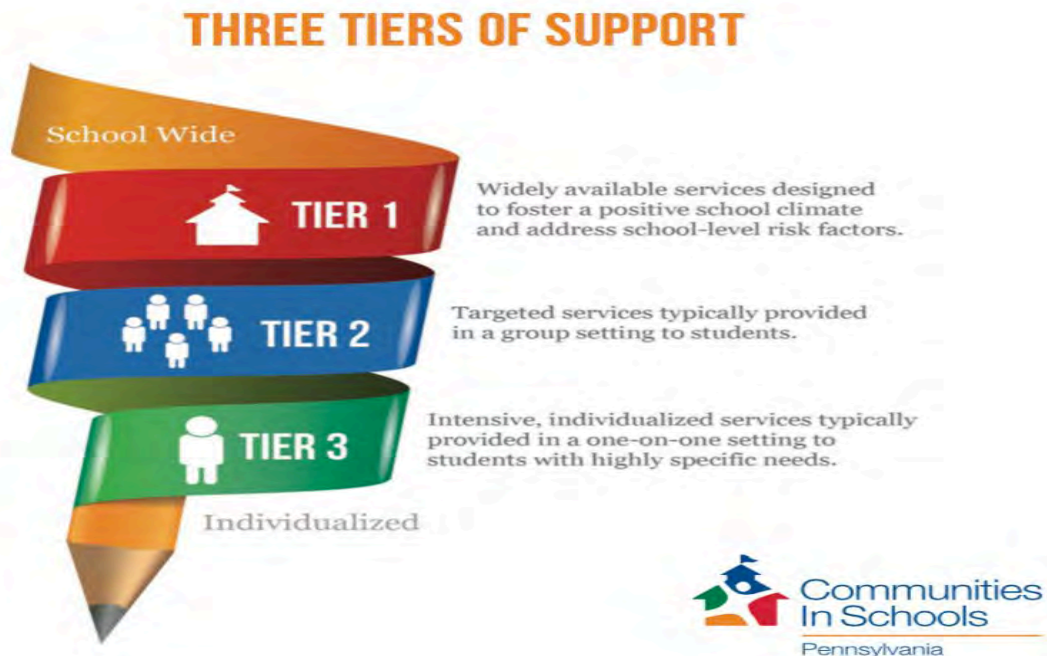 THREE TIERS OF SUPPORT
School Wide
TIER 1
Widely available services designed
to foster a positive school climate
and address school-level risk factors.
TIER 2
Targeted services typically provided
in a group setting to students.
TIER 3
Intensive, individualized services typically
provided in a one-on-one setting to
students with highly specific needs.
Individualized
Communities
In Schools
Pennsylvania